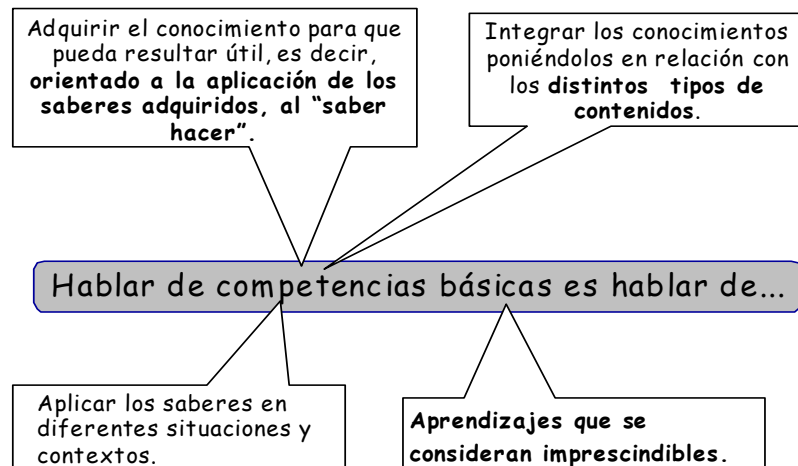 Adquirir el conocimiento para que
pueda resultar útil, es decir,
orientado a la aplicación de los
saberes adquiridos, al “saber
hacer”.
Integrar los conocimientos
poniéndolos en relación con
los distintos tipos de
contenidos.
Hablar de competencias básicas es hablar de...
Aplicar los saberes en
diferentes situaciones y
contextos.
Aprendizajes que se
consideran imprescindibles.